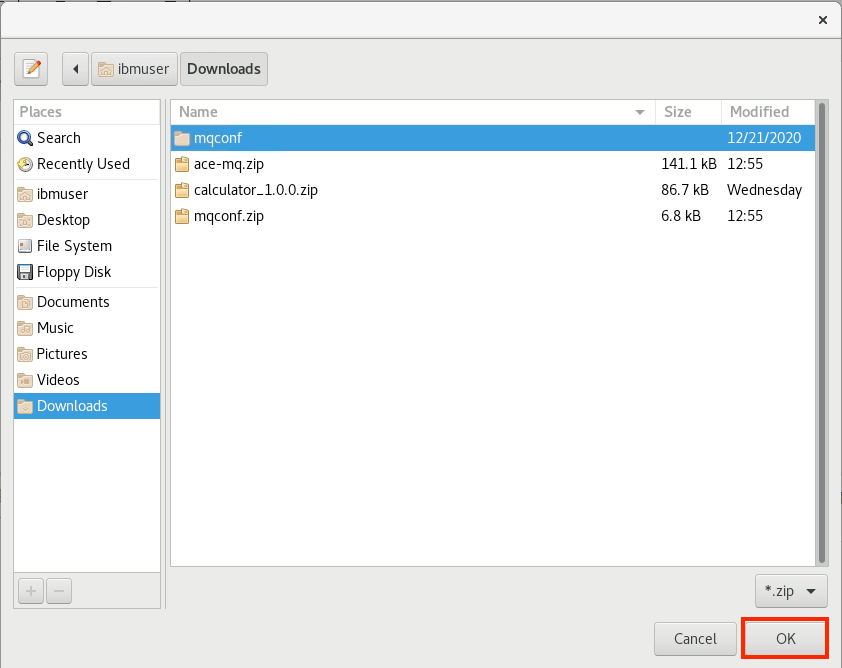 ibmuser Downloads
Places
Search
Recently Used
ibmuser
Desktop
File System
Floppy Disk
Documents
Music
Pictures
Videos
Downloads
Name Size Modified
mqconf 12/21/2020
ace-mq.zip 141.1 kB 12:55
calculator_1.0.0.zip 86.7 kB Wednesday
mqconf.zip 6.8 kB 12:55
*.zip
Cancel OK